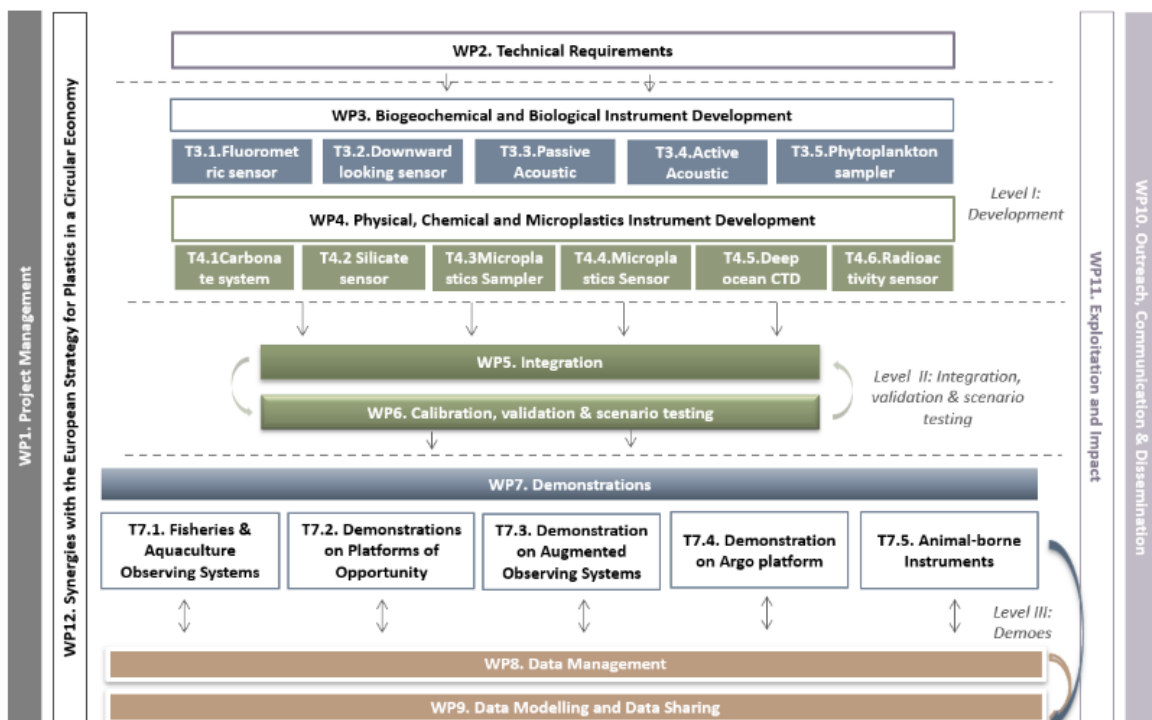 WP1. Project Management
WP12. Synergies with the European Strategy for Plastics in a Circular Economy
WP2. Technical Requirements
WP3. Biogeochemical and Biological Instrument Development
T3.1.Fluoromet
ric sensor
T3.2.Downward
looking sensor
T3.3.Passive
Acoustic
T3.4.Active
Acoustic
T3.5.Phytoplankton
sampler
Level I:
Development
WP4. Physical, Chemical and Microplastics Instrument Development
T4.1Carbona
te system
T4.2 Silicate
sensor
T4.3Micropla
stics Sampler
T4.4.Micropla
stics Sensor
T4.5.Deep
ocean CTD
T4.6.Radioac
tivity sensor
WP5. Integration
WP6. Calibration, validation & scenario testing
Level II: Integration,
validation & scenario
testing
WP7. Demonstrations
T7.1. Fisheries &
Aquaculture
Observing Systems
T7.2. Demonstrations
on Platforms of
Opportunity
T7.3. Demonstration
on Augmented
Observing Systems
T7.4. Demonstration
on Argo platform
T7.5. Animal-borne
Instruments
Level III:
Demoes
WP8. Data Management
WP9. Data Modelling and Data Sharing
WP11. Exploitation and Impact
WP10. Outreach, Communication & Dissemination